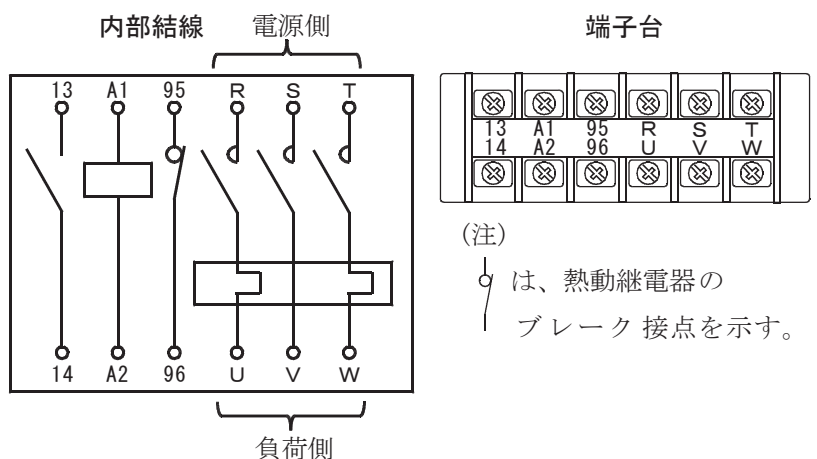 内部結線 電源側
13 A1 95 R S T
14 A2 96 U V W
負荷側
端子台
13 A1 95 R S T
14 A2 96 U V W
(注)
は、熱動継電器の
ブレーク接点を示す。